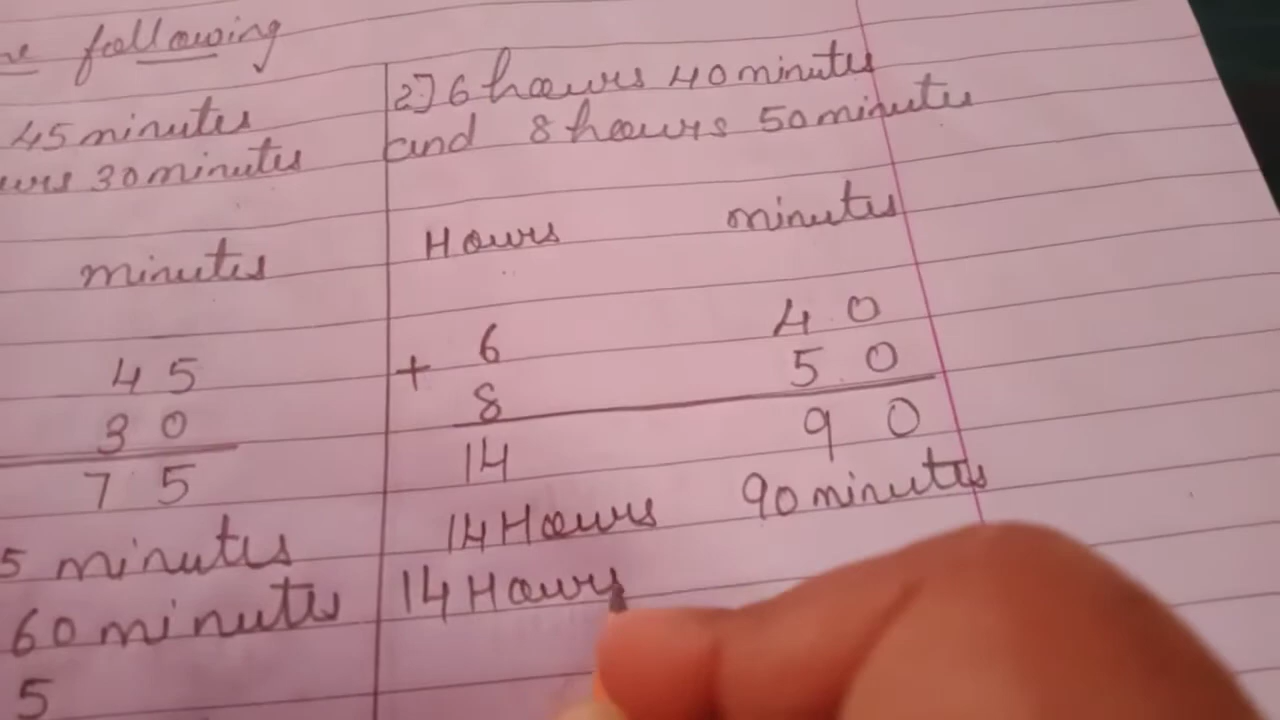 following
45 minutes
30 minutes
minutes
45
30
75
5 minutes
60 minutes
5
2) 6 hours 40 minutes
and 8 hours 50 minutes
Hours minutes
6 40
+
8 50
14 90
14 Hours 90 minutes
14 Hours